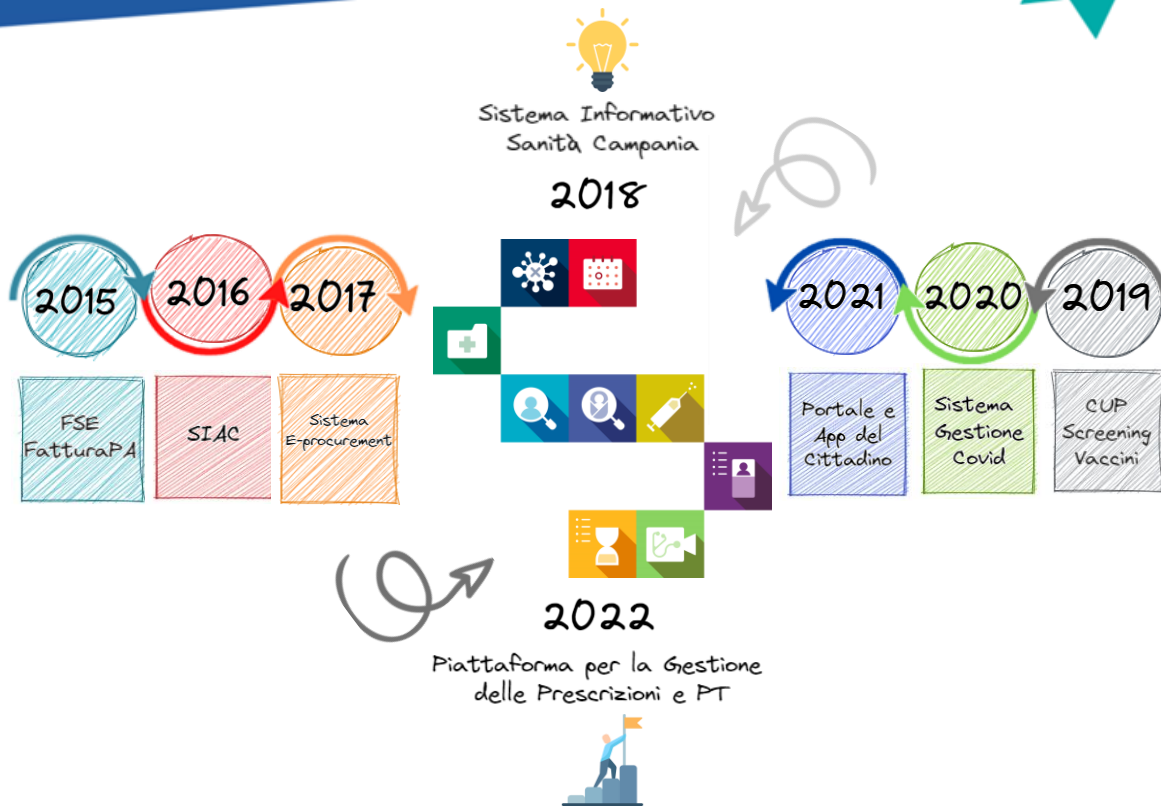 Sistema Informativo
Sanità Campania
2018
2015
2016
2017
2021
2020
2019
FSE
FatturaPA
SIAC
Sistema
E-procurement
Portale e
App del
Cittadino
Sistema
Gestione
Covid
CUP
Screening
Vaccini
2022
Piattaforma per la Gestione
delle Prescrizioni e PT